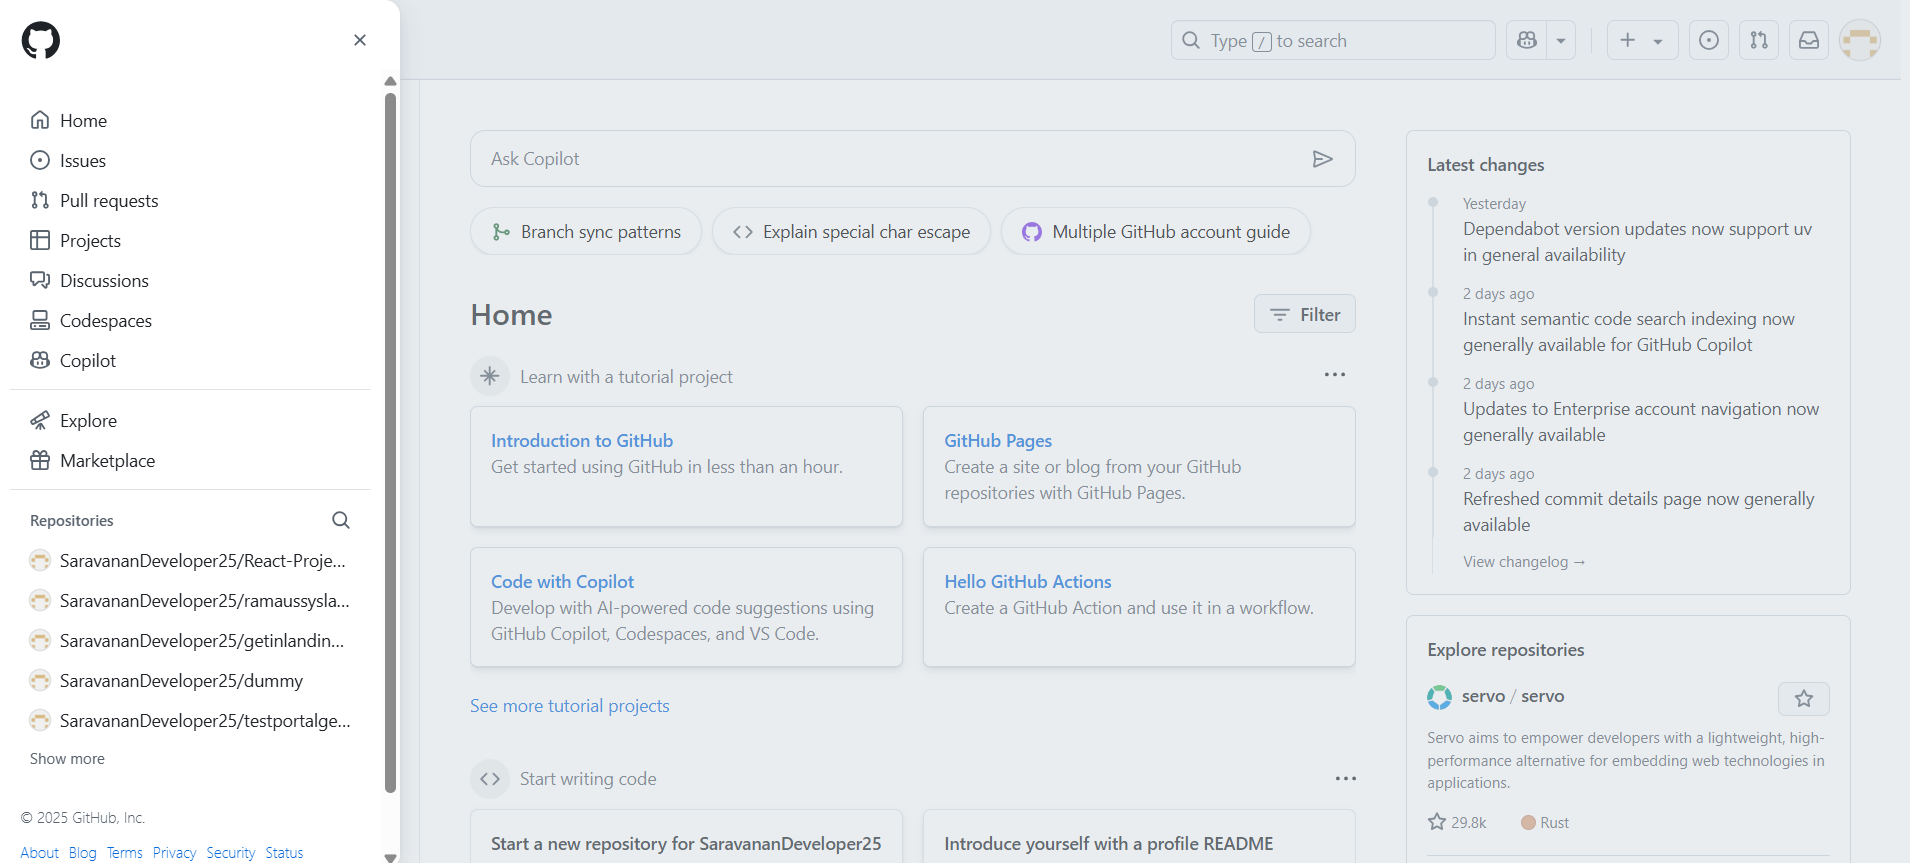 Home
Issues
Pull requests
Projects
Discussions
Codespaces
Copilot
Explore
Marketplace
Repositories
SaravananDeveloper25/React-Proje...
SaravananDeveloper25/ramaussysla...
SaravananDeveloper25/getinlandin...
SaravananDeveloper25/dummy
SaravananDeveloper25/testportalge...
Show more
© 2025 GitHub, Inc.
About Blog Terms Privacy Security Status
Type / to search
Ask Copilot
Branch sync patterns
Explain special char escape
Multiple GitHub account guide
Home
Filter
Learn with a tutorial project
Introduction to GitHub
Get started using GitHub in less than an hour.
GitHub Pages
Create a site or blog from your GitHub
repositories with GitHub Pages.
Code with Copilot
Develop with AI-powered code suggestions using
GitHub Copilot, Codespaces, and VS Code.
Hello GitHub Actions
Create a GitHub Action and use it in a workflow.
See more tutorial projects
Start writing code
Start a new repository for SaravananDeveloper25
Introduce yourself with a profile README
Latest changes
Yesterday
Dependabot version updates now support uv
in general availability
2 days ago
Instant semantic code search indexing now
generally available for GitHub Copilot
2 days ago
Updates to Enterprise account navigation now
generally available
2 days ago
Refreshed commit details page now generally
available
View changelog →
Explore repositories
servo / servo
Servo aims to empower developers with a lightweight, high-
performance alternative for embedding web technologies in
applications.
29.8k
Rust